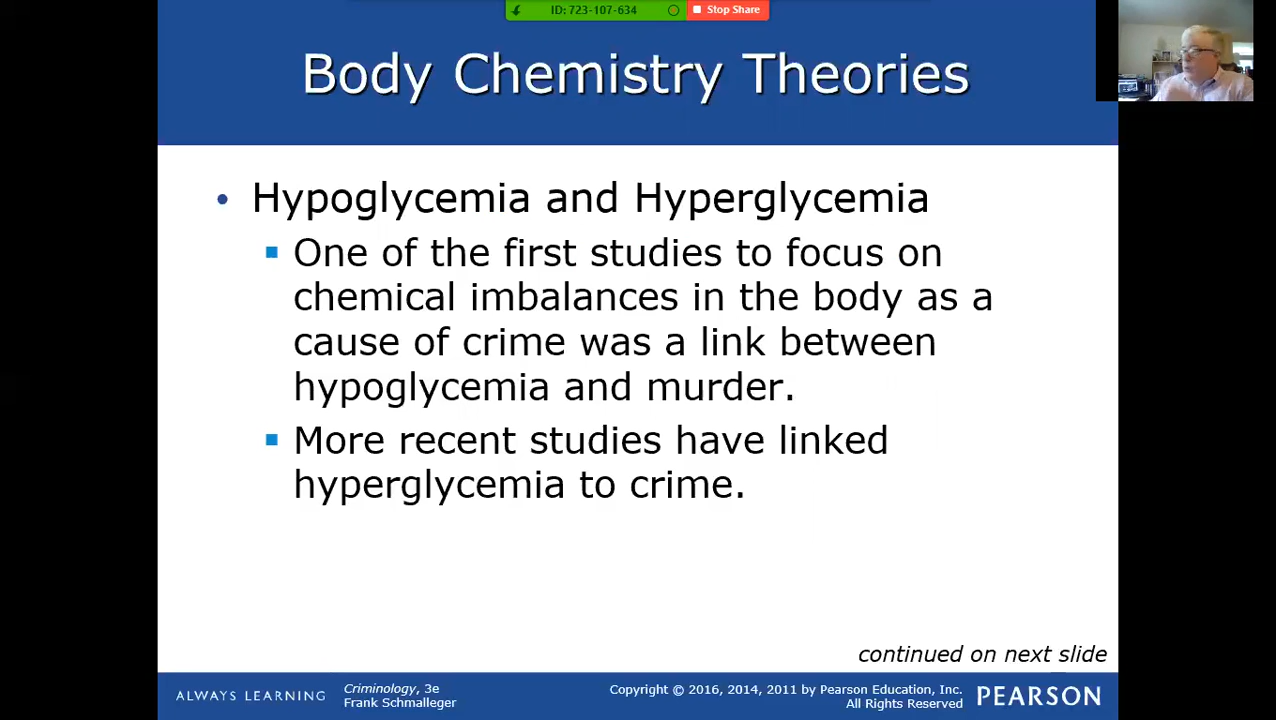 ID: 723-107-634
Stop Share
Body Chemistry Theories
• Hypoglycemia and Hyperglycemia
▪ One of the first studies to focus on
chemical imbalances in the body as a
cause of crime was a link between
hypoglycemia and murder.
▪ More recent studies have linked
hyperglycemia to crime.
continued on next slide
ALWAYS LEARNING
Criminology, 3e
Frank Schmalleger
Copyright © 2016, 2014, 2011 by Pearson Education, Inc.
All Rights Reserved
PEARSON